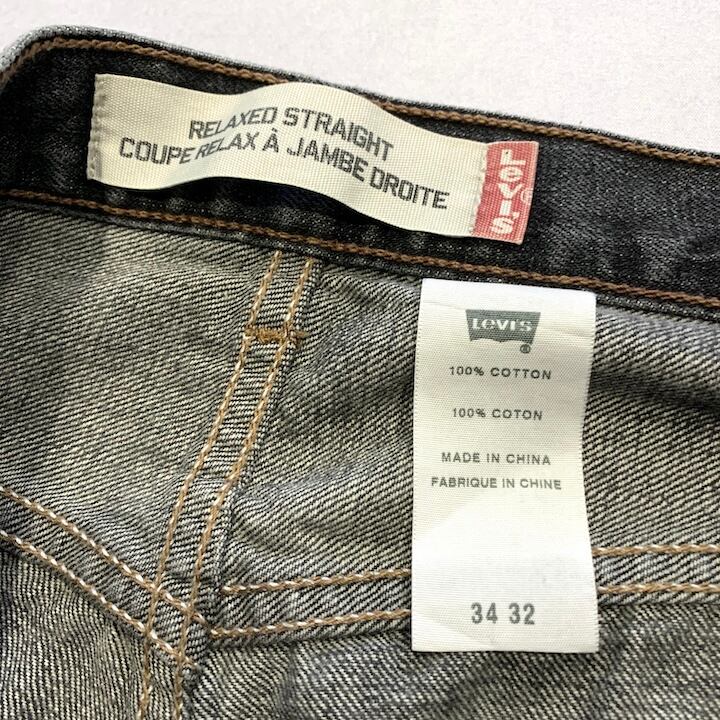 RELAXED STRAIGHT
COUPE RELAX À JAMBE DROITE
Levi's
®
Levi's
®
100% COTTON
100% COTON
MADE IN CHINA
FABRIQUE IN CHINE
34 32